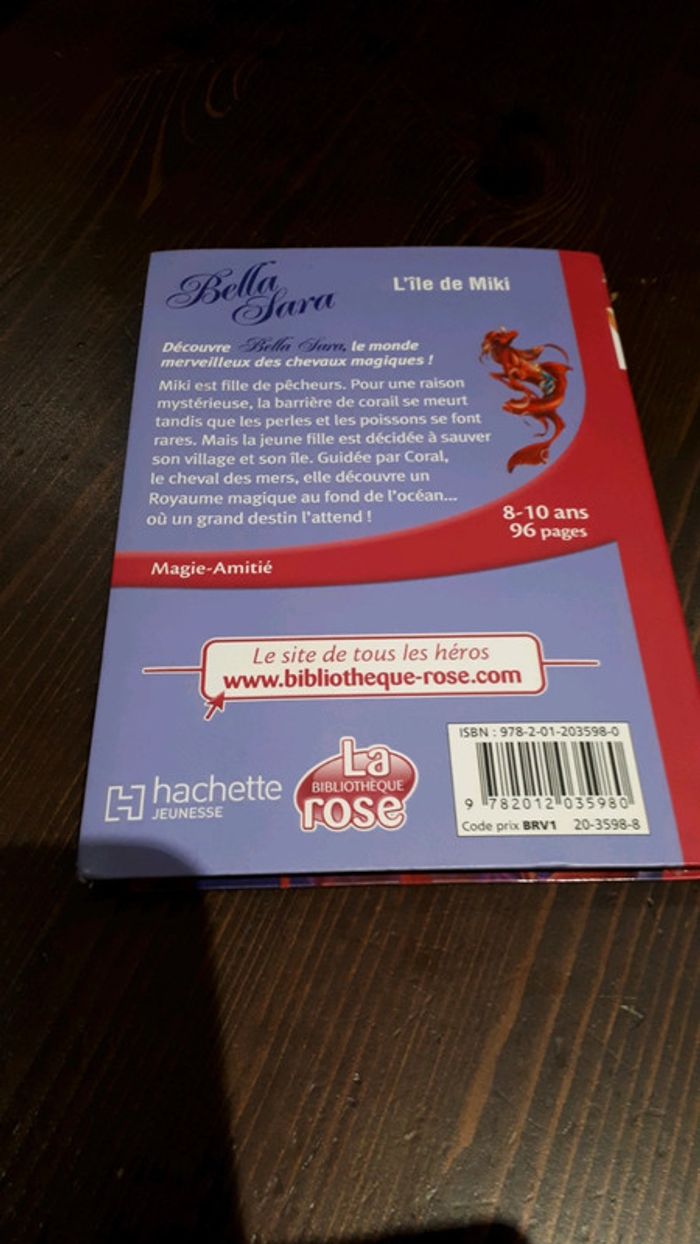 Bella Sara
L'île de Miki
Découvre Bella Sara, le monde
merveilleux des chevaux magiques !
Miki est fille de pêcheurs. Pour une raison
mystérieuse, la barrière de corail se meurt
tandis que les perles et les poissons se font
rares. Mais la jeune fille est décidée à sauver
son village et son île. Guidée par Coral,
le cheval des mers, elle découvre un
Royaume magique au fond de l'océan...
où un grand destin l'attend !
8-10 ans
96 pages
Magie-Amitié
Le site de tous les héros
www.bibliotheque-rose.com
hachette
JEUNESSE
La
BIBLIOTHÈQUE
rose
ISBN : 978-2-01-203598-0
9 782012 035980
Code prix BRV1 20-3598-8